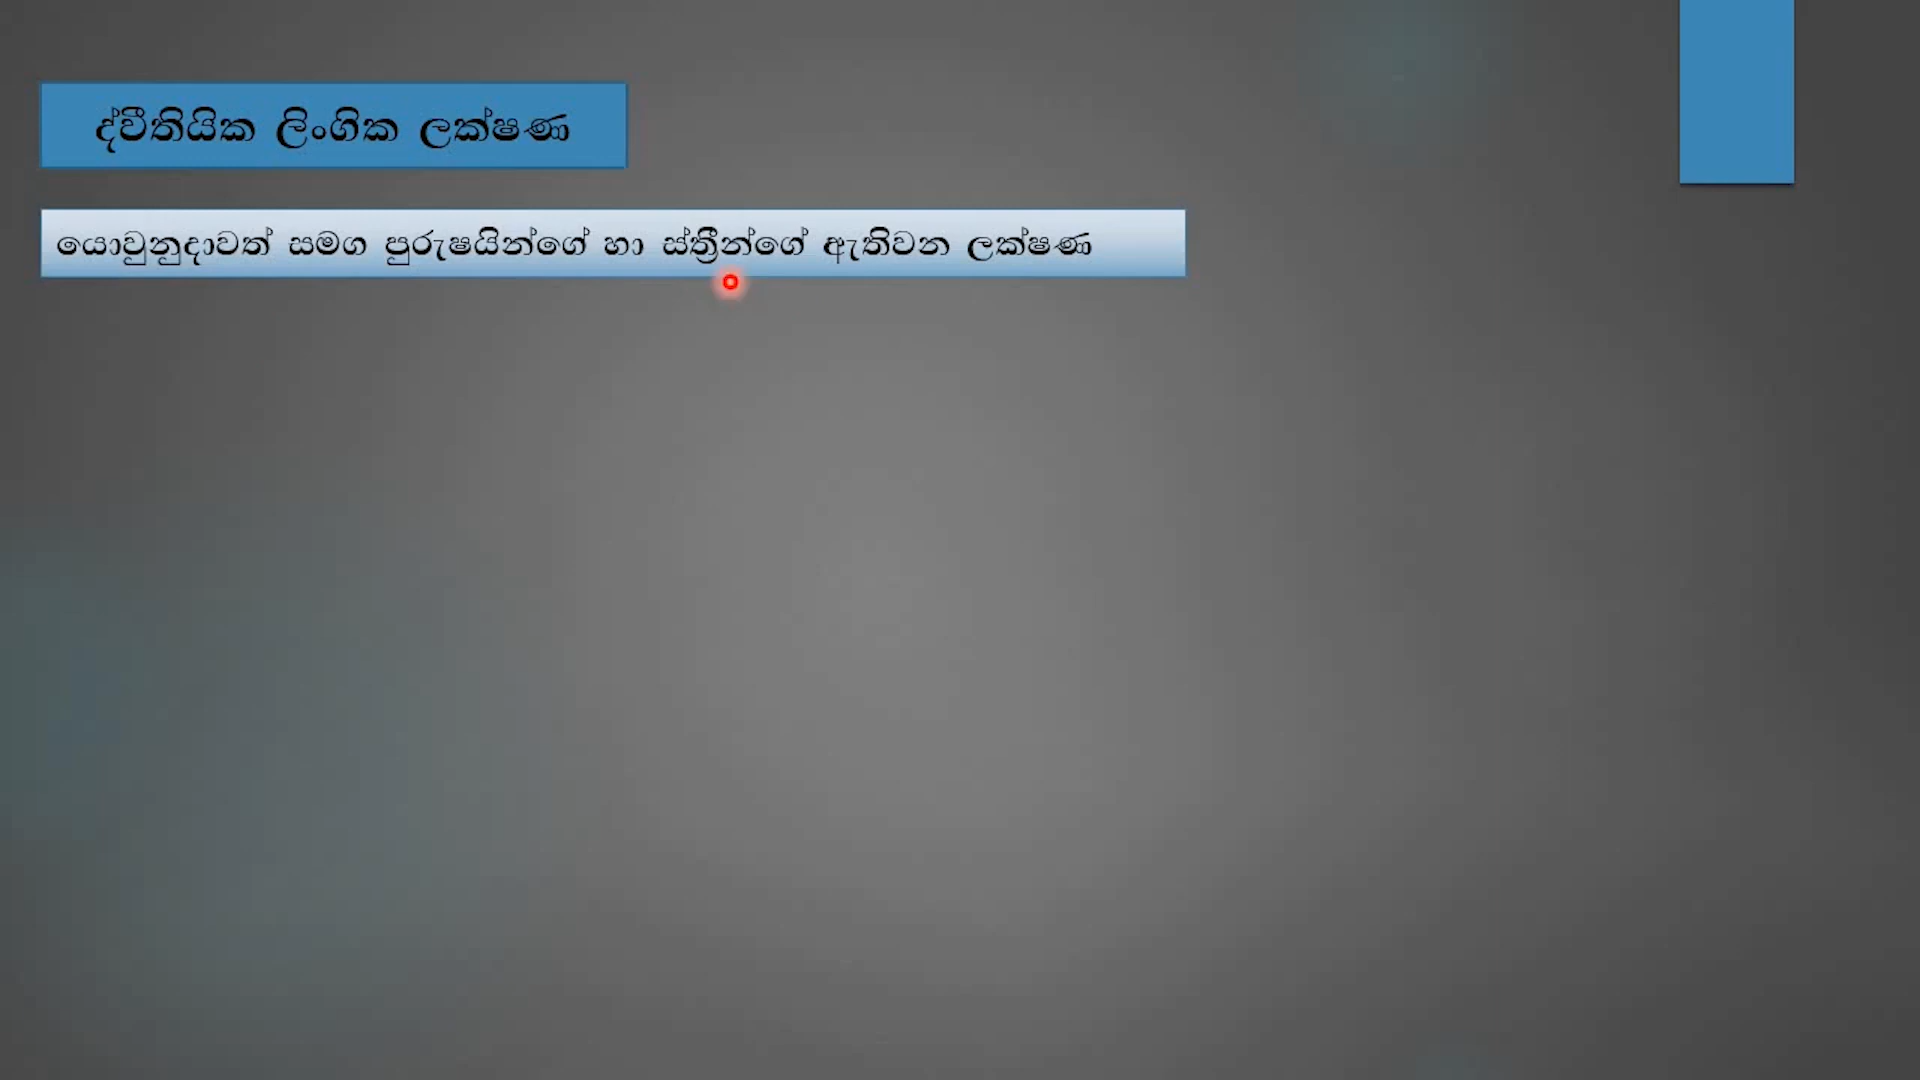 ද්වීතියික ලිංගික ලක්ෂණ
යොවුනුදාවත් සමග පුරුෂයින්ගේ හා ස්ත්‍රීන්ගේ ඇතිවන ලක්ෂණ